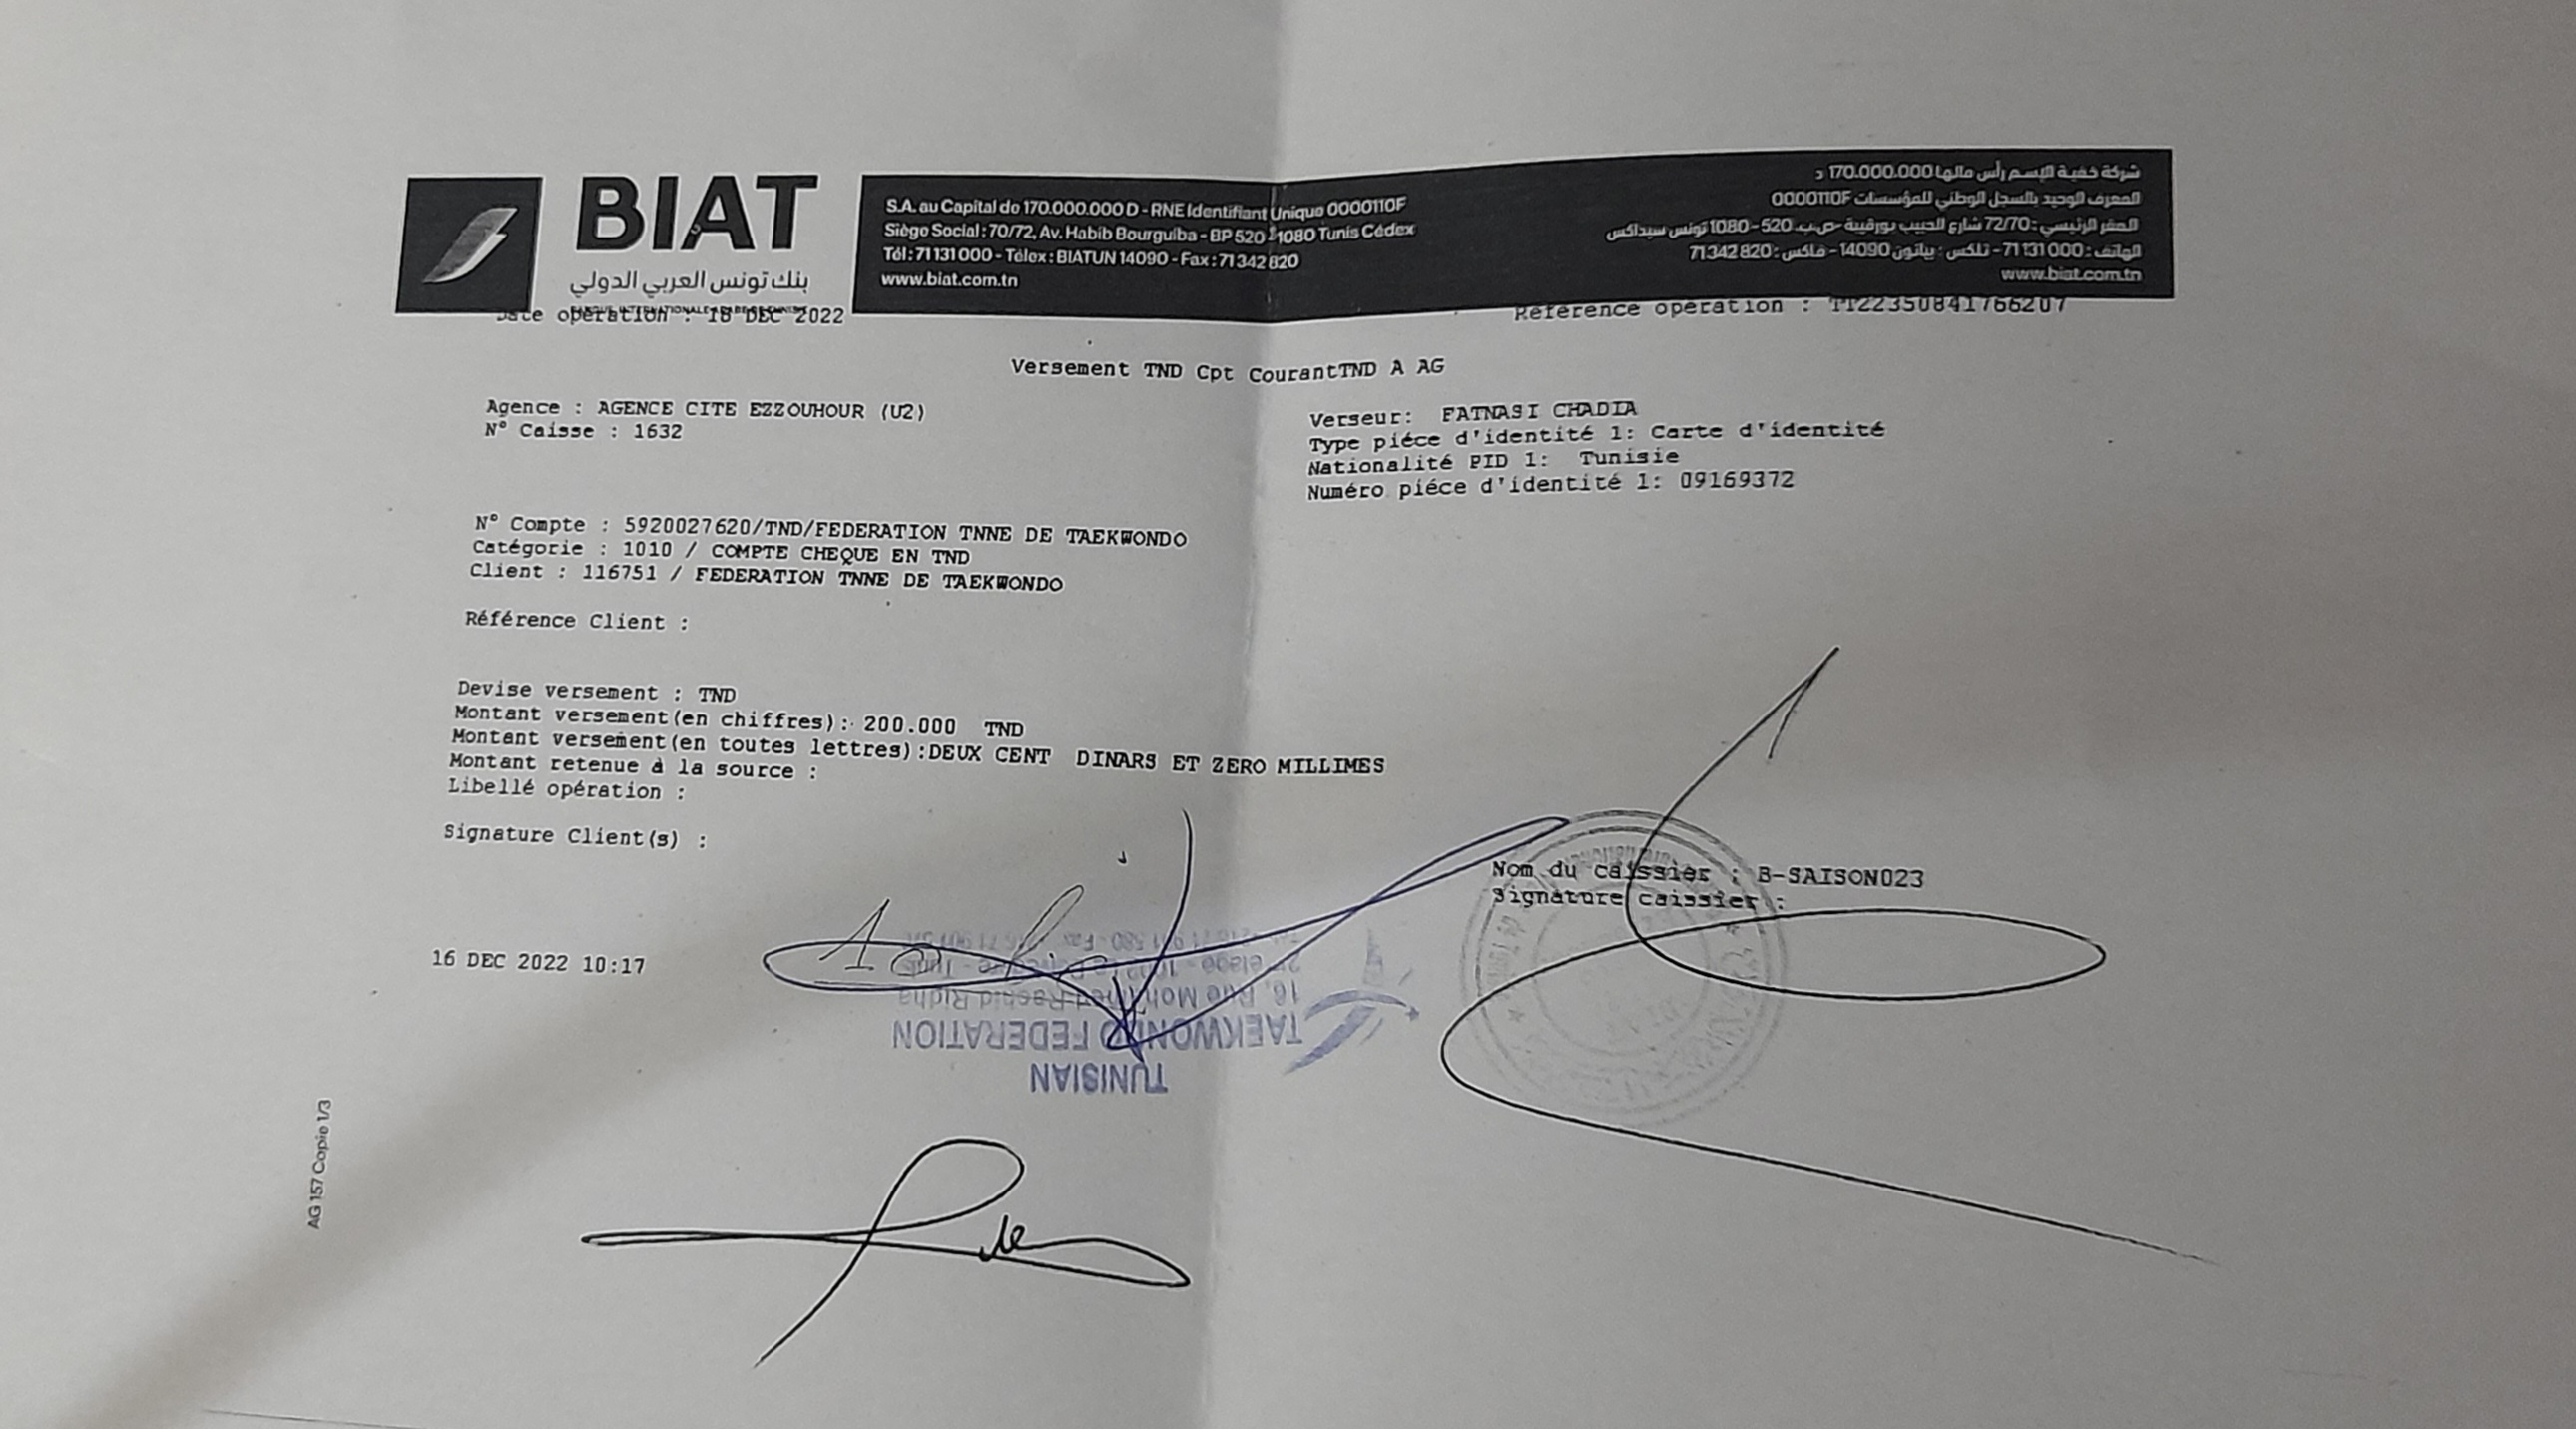 BIAT
بنك تونس العربي الدولي
S.A. au Capital de 170.000.000 D - RNE Identifiant Unique 0000110F
Siège Social : 70/72, Av. Habib Bourguiba - BP 520 - 1080 Tunis Cédex
Tél : 71 131 000 - Télex : BIATUN 14090 - Fax : 71 342 820
www.biat.com.tn
شركة خفية الإسم رأس مالها 170.000.000 د
المعرف الوحيد بالسجل الوطني للمؤسسات 0000110F
المقر الرئيسي : 72/70 شارع الحبيب بورقيبة - ص.ب. 520 - 1080 تونس سيداكس
الهاتف : 71 131 000 - تلكس : بياتون 14090 - فاكس : 71 342 820
www.biat.com.tn
Date opération : 16 DEC 2022
Référence opération : TT22350841766207
Versement TND Cpt CourantTND A AG
Agence : AGENCE CITE EZZOUHOUR (U2)
N° Caisse : 1632
Verseur: FATNASI CHADIA
Type piéce d'identité 1: Carte d'identité
Nationalité PID 1: Tunisie
Numéro piéce d'identité 1: 09169372
N° Compte : 5920027620/TND/FEDERATION TNNE DE TAEKWONDO
Catégorie : 1010 / COMPTE CHEQUE EN TND
Client : 116751 / FEDERATION TNNE DE TAEKWONDO
Référence Client :
Devise versement : TND
Montant versement(en chiffres): 200.000 TND
Montant versement(en toutes lettres):DEUX CENT DINARS ET ZERO MILLIMES
Montant retenue à la source :
Libellé opération :
Signature Client(s) :
Nom du caissier : B-SAISON023
Signature caissier :
16 DEC 2022 10:17
TUNISIAN
TAEKWONDO FEDERATION
16, Rue Mohamed Rachid Ridha
AG 157 Copie 1/3